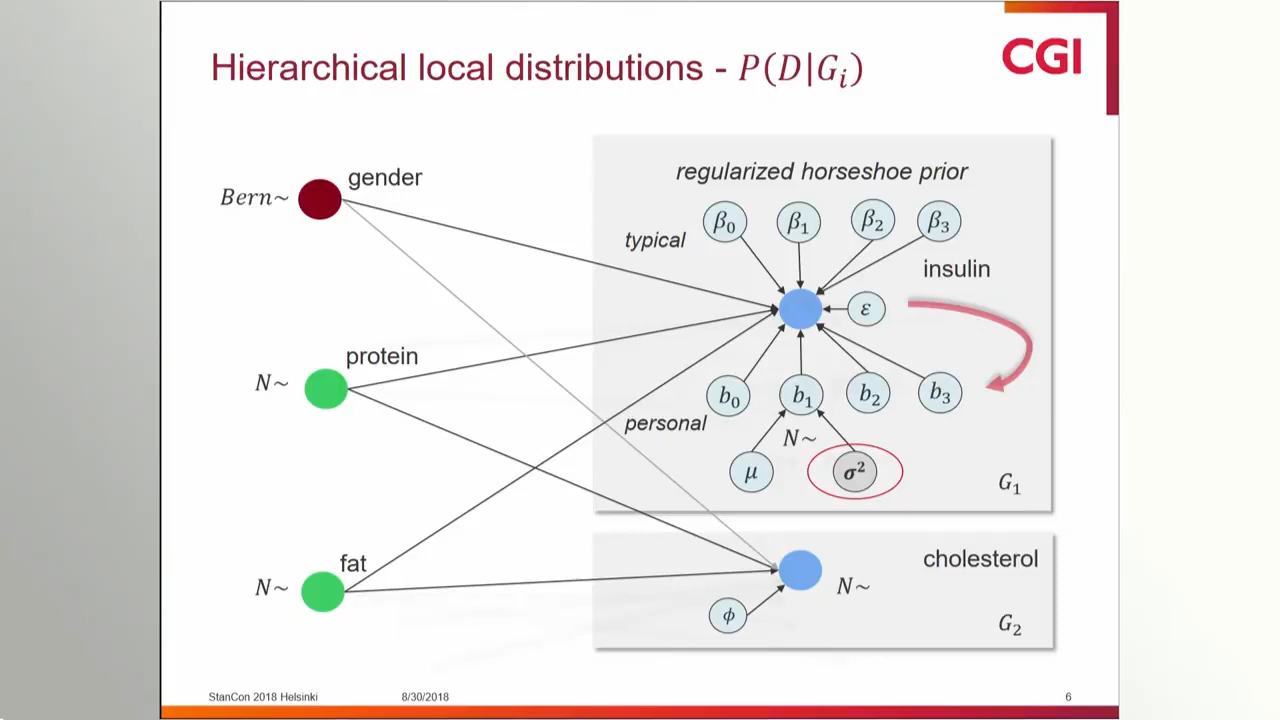 Hierarchical local distributions - P(D|Gᵢ)
CGI
gender
Bern~
regularized horseshoe prior
β₀ β₁ β₂ β₃
typical
insulin
ε
protein
N~
b₀ b₁ b₂ b₃
personal
N~
μ σ²
G₁
fat
N~
cholesterol
N~
ϕ
G₂
StanCon 2018 Helsinki 8/30/2018 6